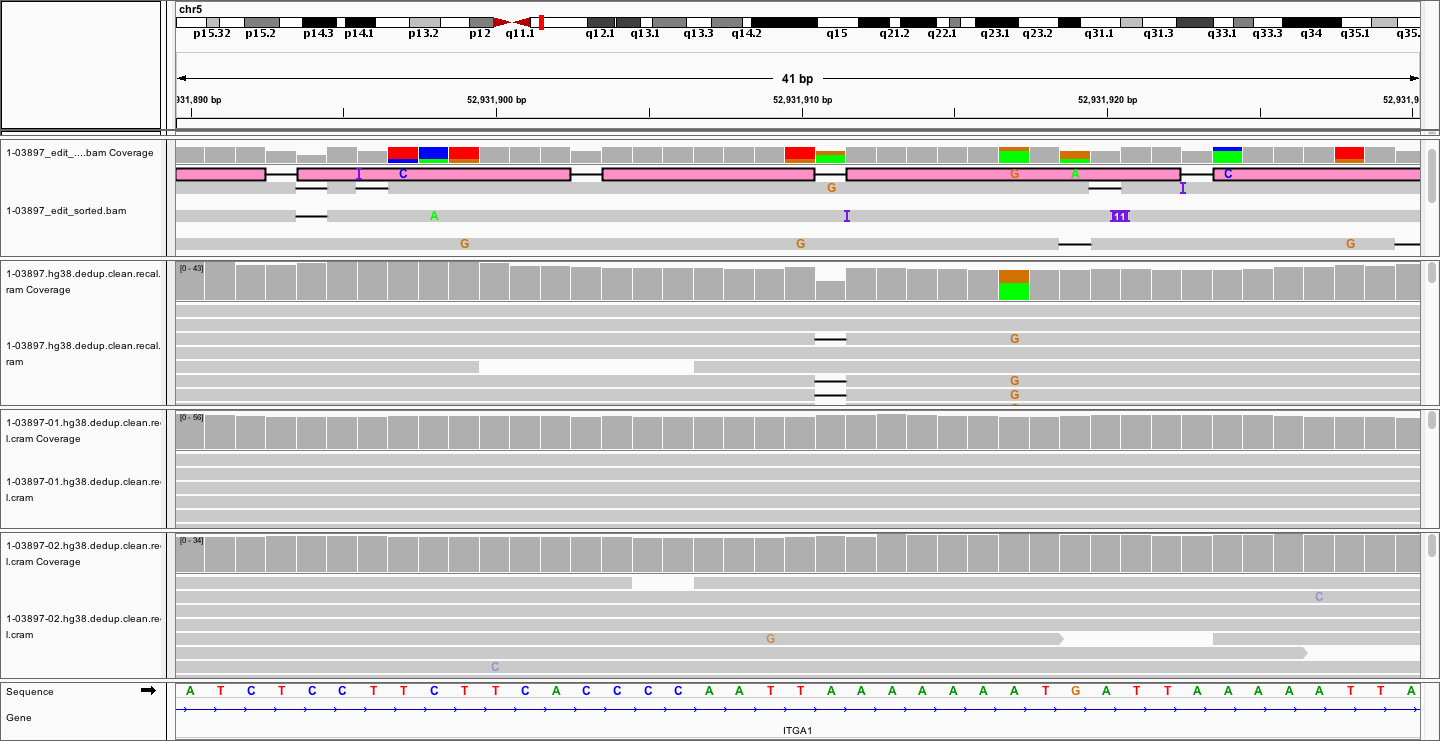 chr5
p15.32 p15.2 p14.3 p14.1 p13.2 p12 q11.1 q12.1 q13.1 q13.3 q14.2 q15 q21.2 q22.1 q23.1 q23.2 q31.1 q31.3 q33.1 q33.3 q34 q35.1 q35.
41 bp
931,890 bp 52,931,900 bp 52,931,910 bp 52,931,920 bp 52,931,9
1-03897_edit_....bam Coverage
C G A C
G
1-03897_edit_sorted.bam
A 11
G G G
1-03897.hg38.dedup.clean.recal.
ram Coverage
[0 - 43]
1-03897.hg38.dedup.clean.recal.
ram
G
G
G
1-03897-01.hg38.dedup.clean.re
l.cram Coverage
[0 - 56]
1-03897-01.hg38.dedup.clean.re
l.cram
1-03897-02.hg38.dedup.clean.re
l.cram Coverage
[0 - 34]
C
1-03897-02.hg38.dedup.clean.re
l.cram
G
C
Sequence A T C T C C T T C T T C A C C C C A A T T A A A A A A A T G A T T A A A A A T T A
Gene
ITGA1